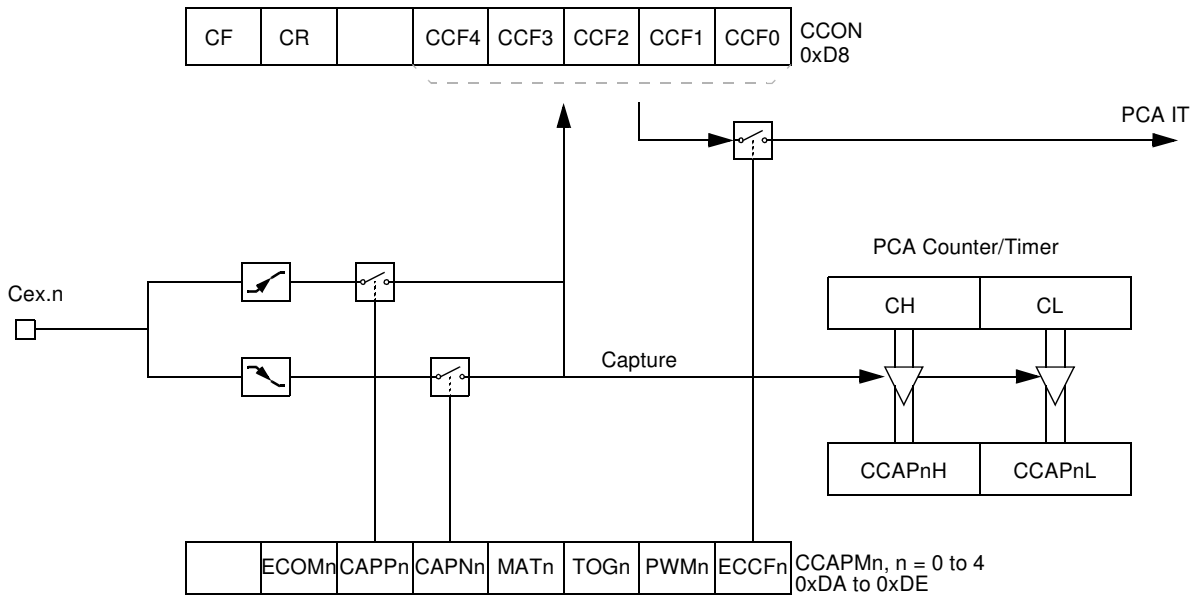 CF CR CCF4 CCF3 CCF2 CCF1 CCF0 CCON
0xD8
PCA IT
PCA Counter/Timer
Cex.n
CH CL
Capture
CCAPnH CCAPnL
ECOMn CAPPn CAPNn MATn TOGn PWMn ECCFn CCAPMn, n = 0 to 4
0xDA to 0xDE